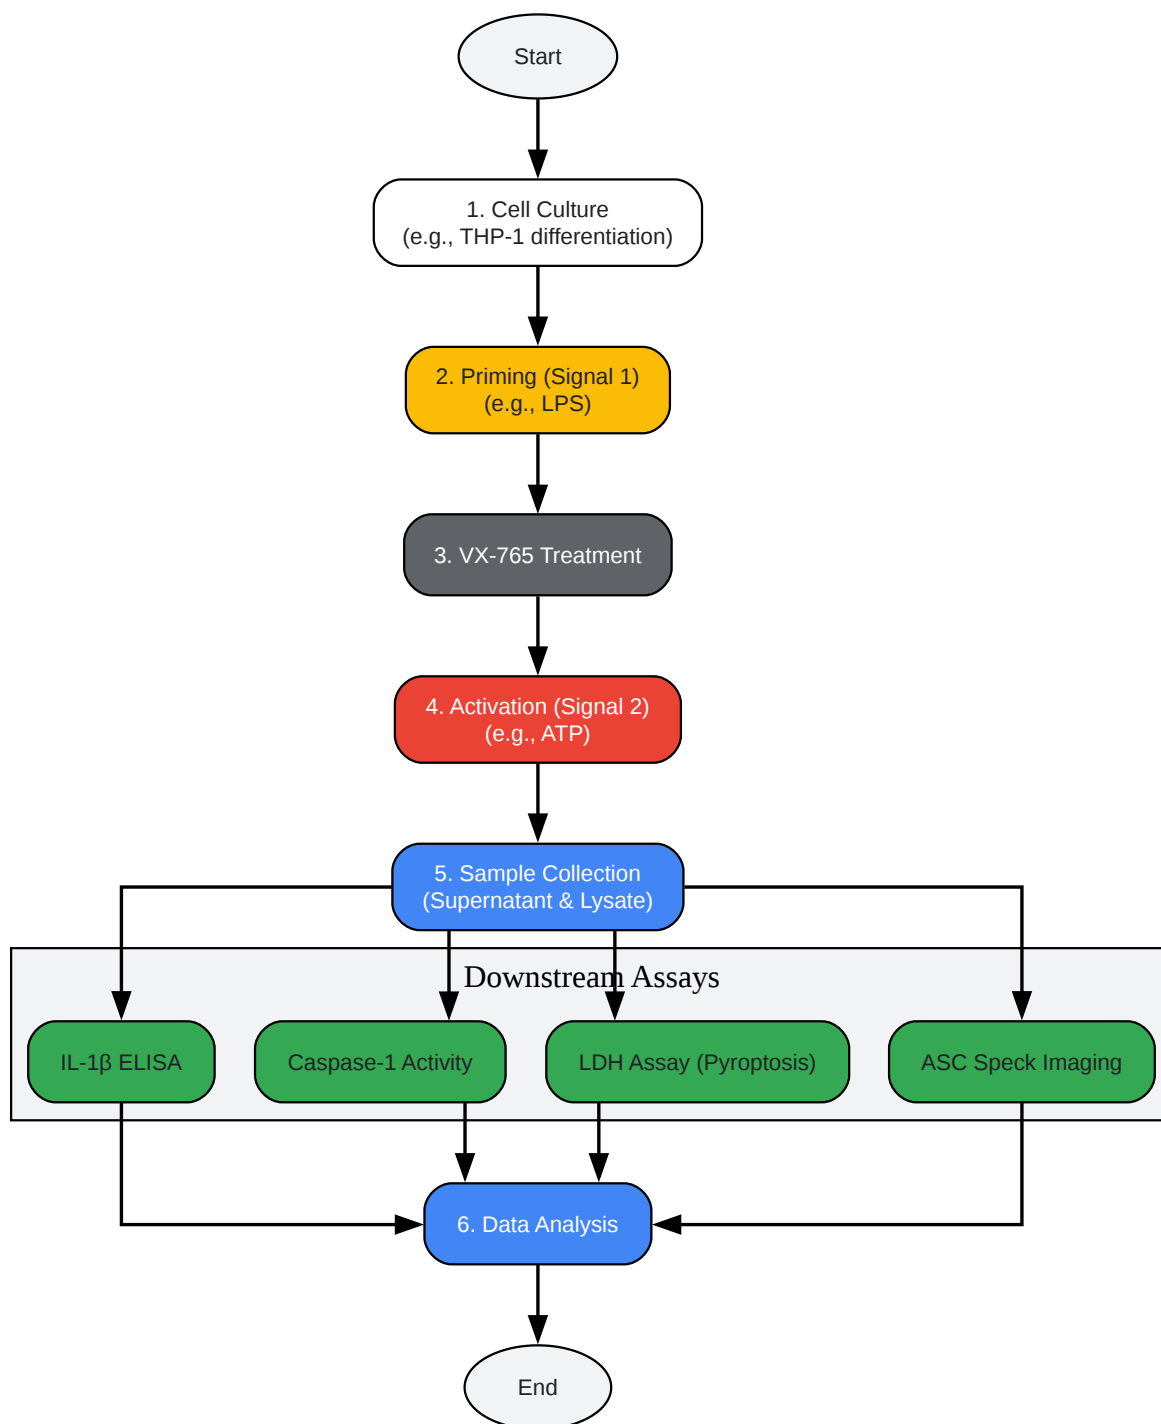 Start
1. Cell Culture
(e.g., THP-1 differentiation)
2. Priming (Signal 1)
(e.g., LPS)
3. VX-765 Treatment
4. Activation (Signal 2)
(e.g., ATP)
5. Sample Collection
(Supernatant & Lysate)
Downstream Assays
IL-1β ELISA
Caspase-1 Activity
LDH Assay (Pyroptosis)
ASC Speck Imaging
6. Data Analysis
End